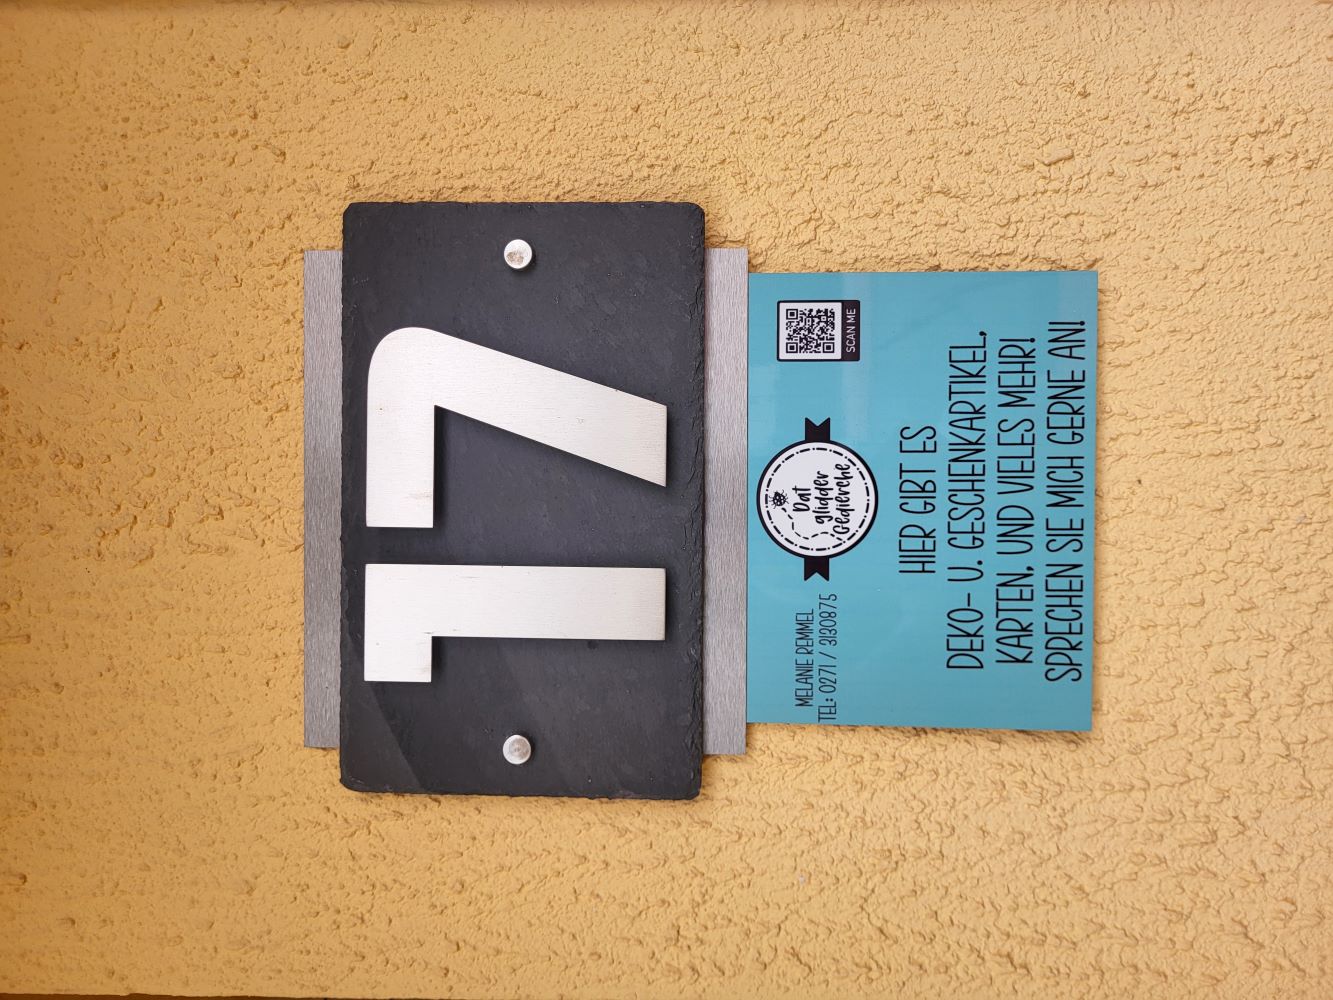 17
MELANIE REMMEL
TEL: 0271 / 3130875
Dat
glidder
Gedierche
SCAN ME
HIER GIBT ES
DEKO- U. GESCHENKARTIKEL,
KARTEN, UND VIELES MEHR!
SPRECHEN SIE MICH GERNE AN!